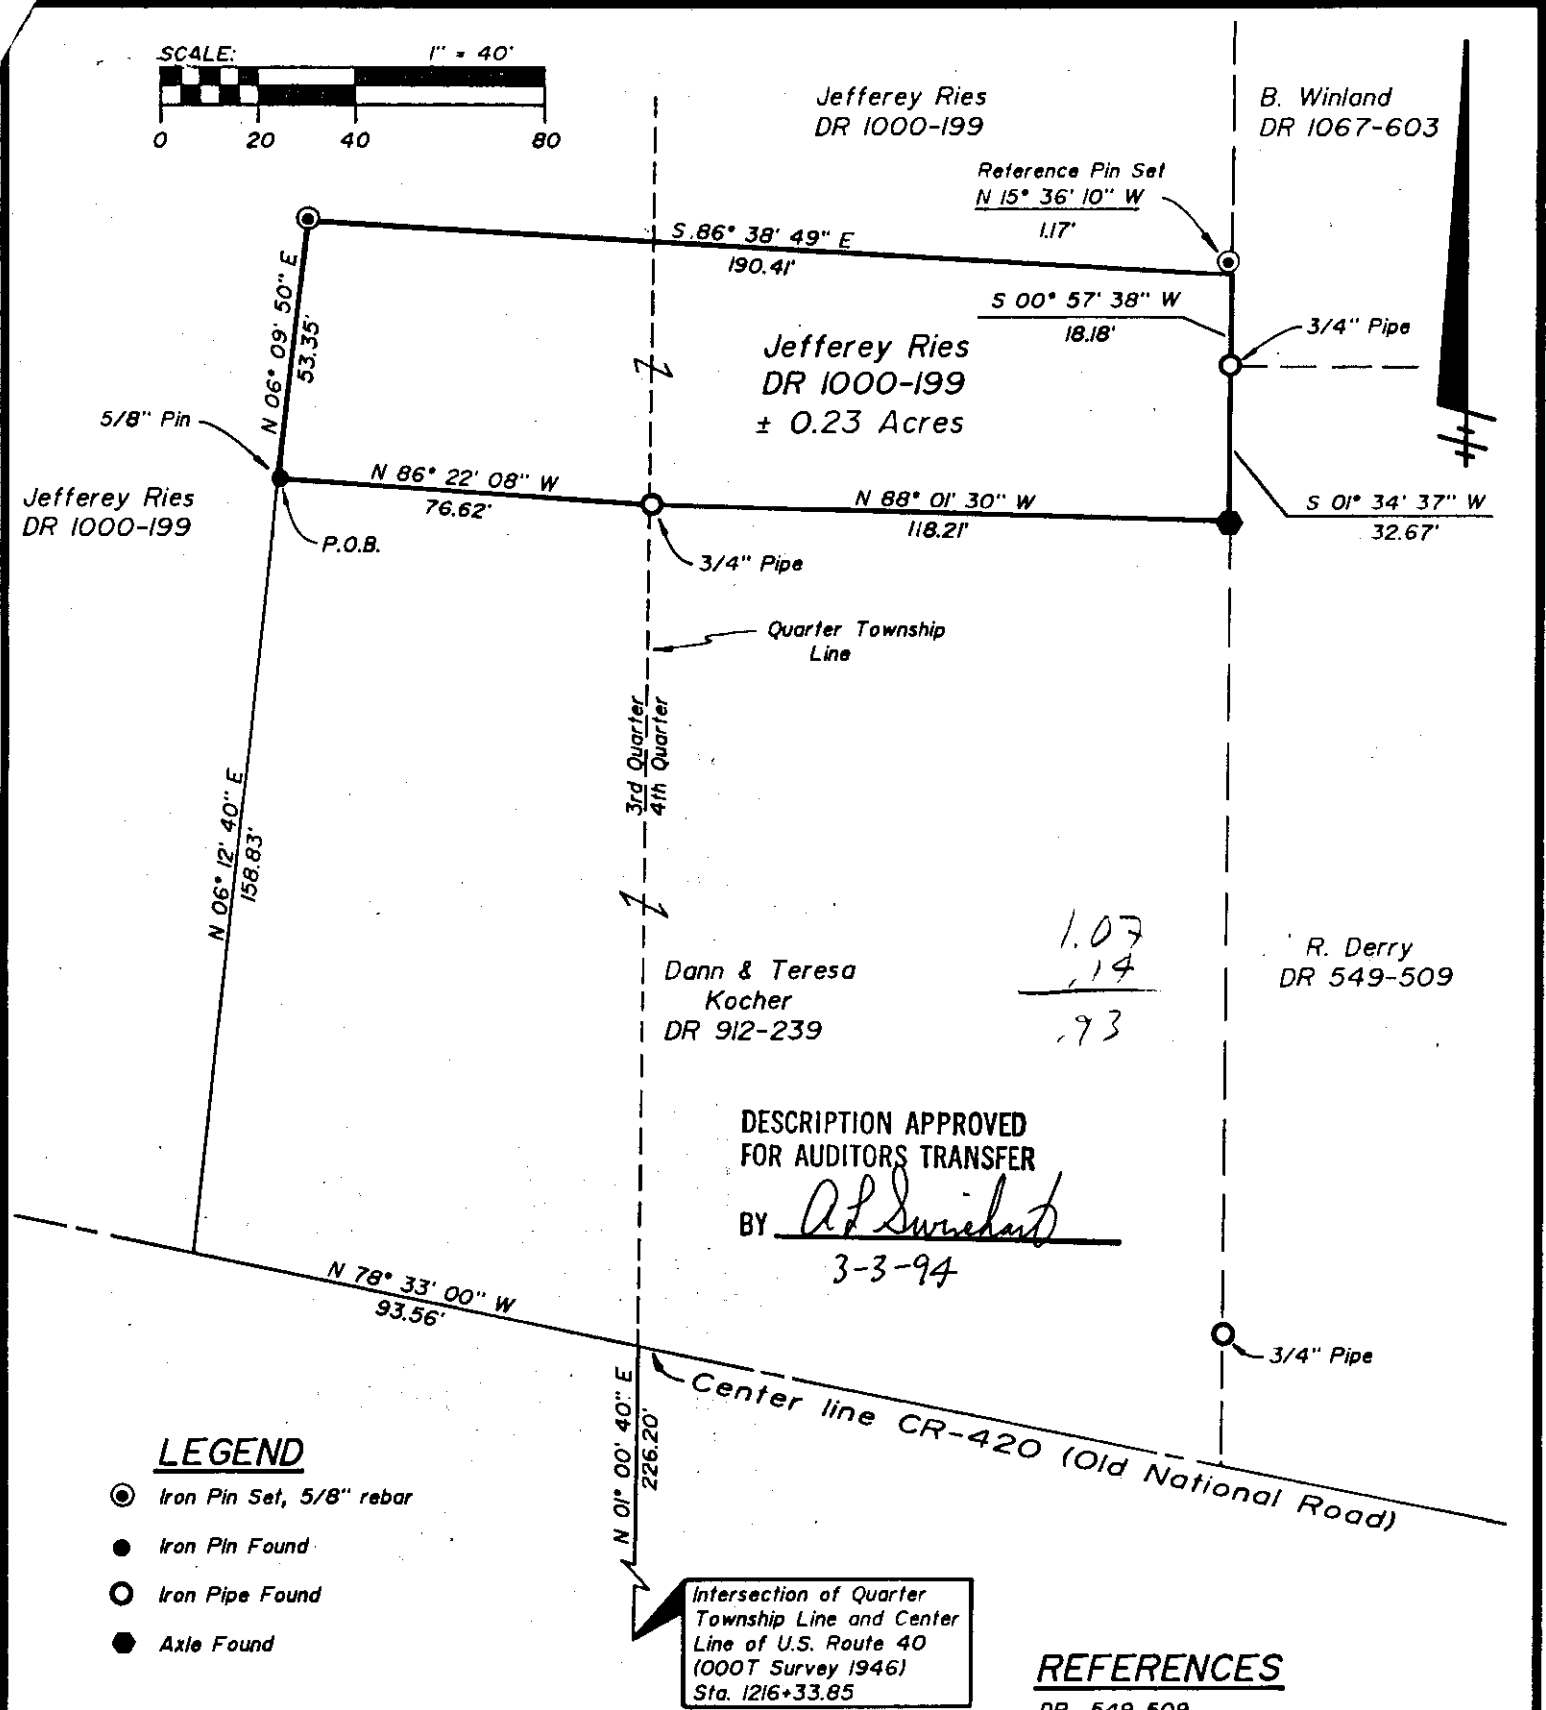 SCALE: 1" = 40'
0 20 40 80
Jefferey Ries
DR 1000-199
B. Winland
DR 1067-603
Reference Pin Set
N 15° 36' 10" W
1.17'
S 86° 38' 49" E
190.41'
S 00° 57' 38" W
18.18'
3/4" Pipe
N 06° 09' 50" E
53.35'
Jefferey Ries
DR 1000-199
± 0.23 Acres
5/8" Pin
N 86° 22' 08" W
76.62'
N 88° 01' 30" W
118.21'
S 01° 34' 37" W
32.67'
Jefferey Ries
DR 1000-199
P.O.B.
3/4" Pipe
Quarter Township
Line
3rd Quarter
4th Quarter
N 06° 12' 40" E
158.83'
Dann & Teresa
Kocher
DR 912-239
1.07
.14
.93
R. Derry
DR 549-509
DESCRIPTION APPROVED
FOR AUDITORS TRANSFER
BY A L Swinehart
3-3-94
N 78° 33' 00" W
93.56'
3/4" Pipe
Center line CR-420 (Old National Road)
N 01° 00' 40" E
226.20'
LEGEND
Iron Pin Set, 5/8" rebar
Iron Pin Found
Iron Pipe Found
Axle Found
Intersection of Quarter
Township Line and Center
Line of U.S. Route 40
(OOOT Survey 1946)
Sta. 1216+33.85
REFERENCES
DR 549-509